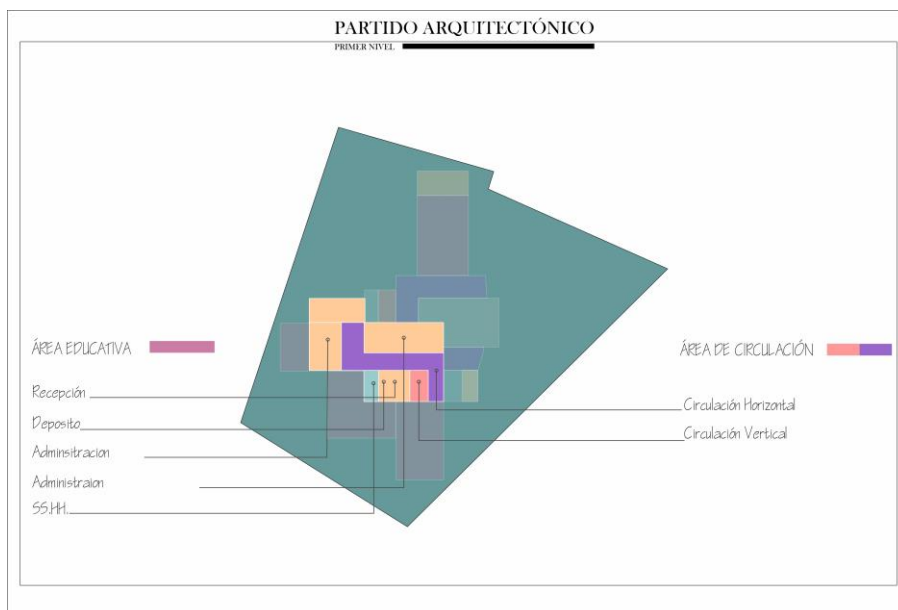 PARTIDO ARQUITECTÓNICO
PRIMER NIVEL
ÁREA EDUCATIVA
Recepción
Deposito
Adminsitracion
Administraion
SS.HH.
ÁREA DE CIRCULACIÓN
Circulación Horizontal
Circulación Vertical